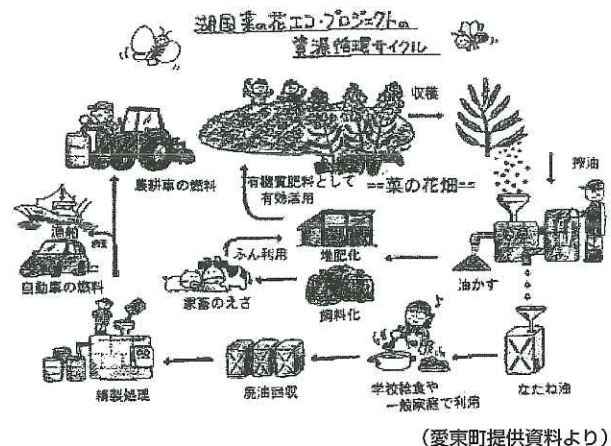 湖国菜の花エコ・プロジェクトの
資源循環サイクル
収穫
搾油
農耕車の燃料
有機質肥料として
有効活用
==菜の花畑==
漁船
自動車の燃料
ふん利用
堆肥化
家畜のえさ
飼料化
油かす
精製処理
廃油回収
学校給食や
一般家庭で利用
なたね油
(愛東町提供資料より)